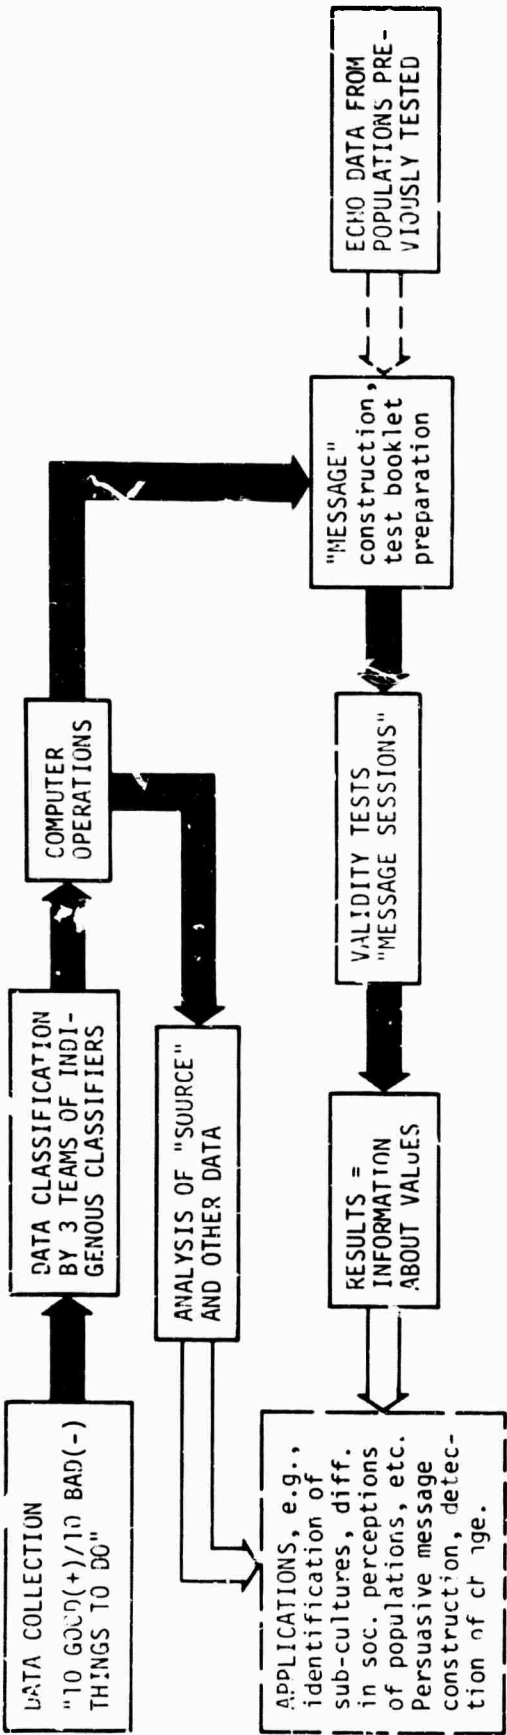 DATA COLLECTION
"10 GOOD(+)/10 BAD(-)
THINGS TO DO"
DATA CLASSIFICATION
BY 3 TEAMS OF INDI-
GENOUS CLASSIFIERS
COMPUTER
OPERATIONS
ANALYSIS OF "SOURCE"
AND OTHER DATA
"MESSAGE"
construction,
test booklet
preparation
ECHO DATA FROM
POPULATIONS PRE-
VIOUSLY TESTED
VALIDITY TESTS
"MESSAGE SESSIONS"
RESULTS =
INFORMATION
ABOUT VALUES
APPLICATIONS, e.g.,
identification of
sub-cultures, diff.
in soc. perceptions
of populations, etc.
Persuasive message
construction, detec-
tion of change.